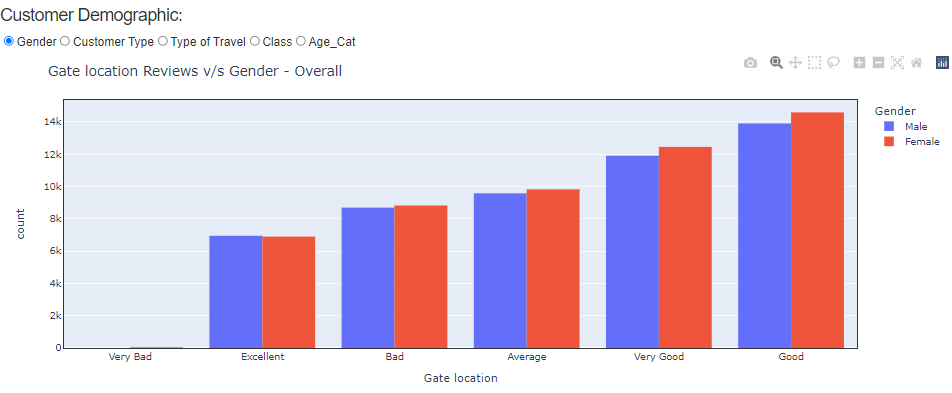 Customer Demographic:
Gender Customer Type Type of Travel Class Age_Cat
Gate location Reviews v/s Gender - Overall
Gender
Male
Female
14k
12k
10k
8k
6k
4k
2k
0
count
Very Bad Excellent Bad Average Very Good Good
Gate location